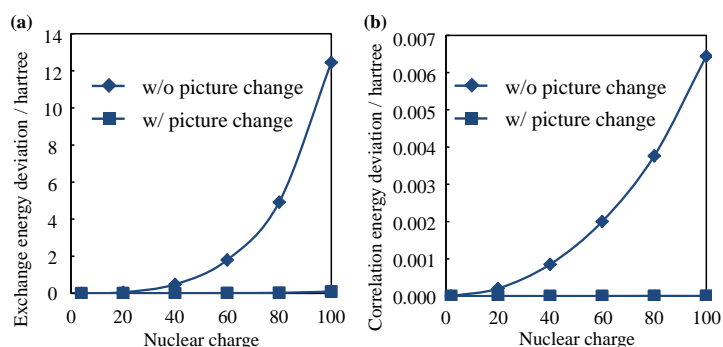 (a)
Exchange energy deviation / hartree
14
12
10
8
6
4
2
0
w/o picture change
w/ picture change
0 20 40 60 80 100
Nuclear charge
(b)
Correlation energy deviation / hartree
0.007
0.006
0.005
0.004
0.003
0.002
0.001
0.000
w/o picture change
w/ picture change
0 20 40 60 80 100
Nuclear charge